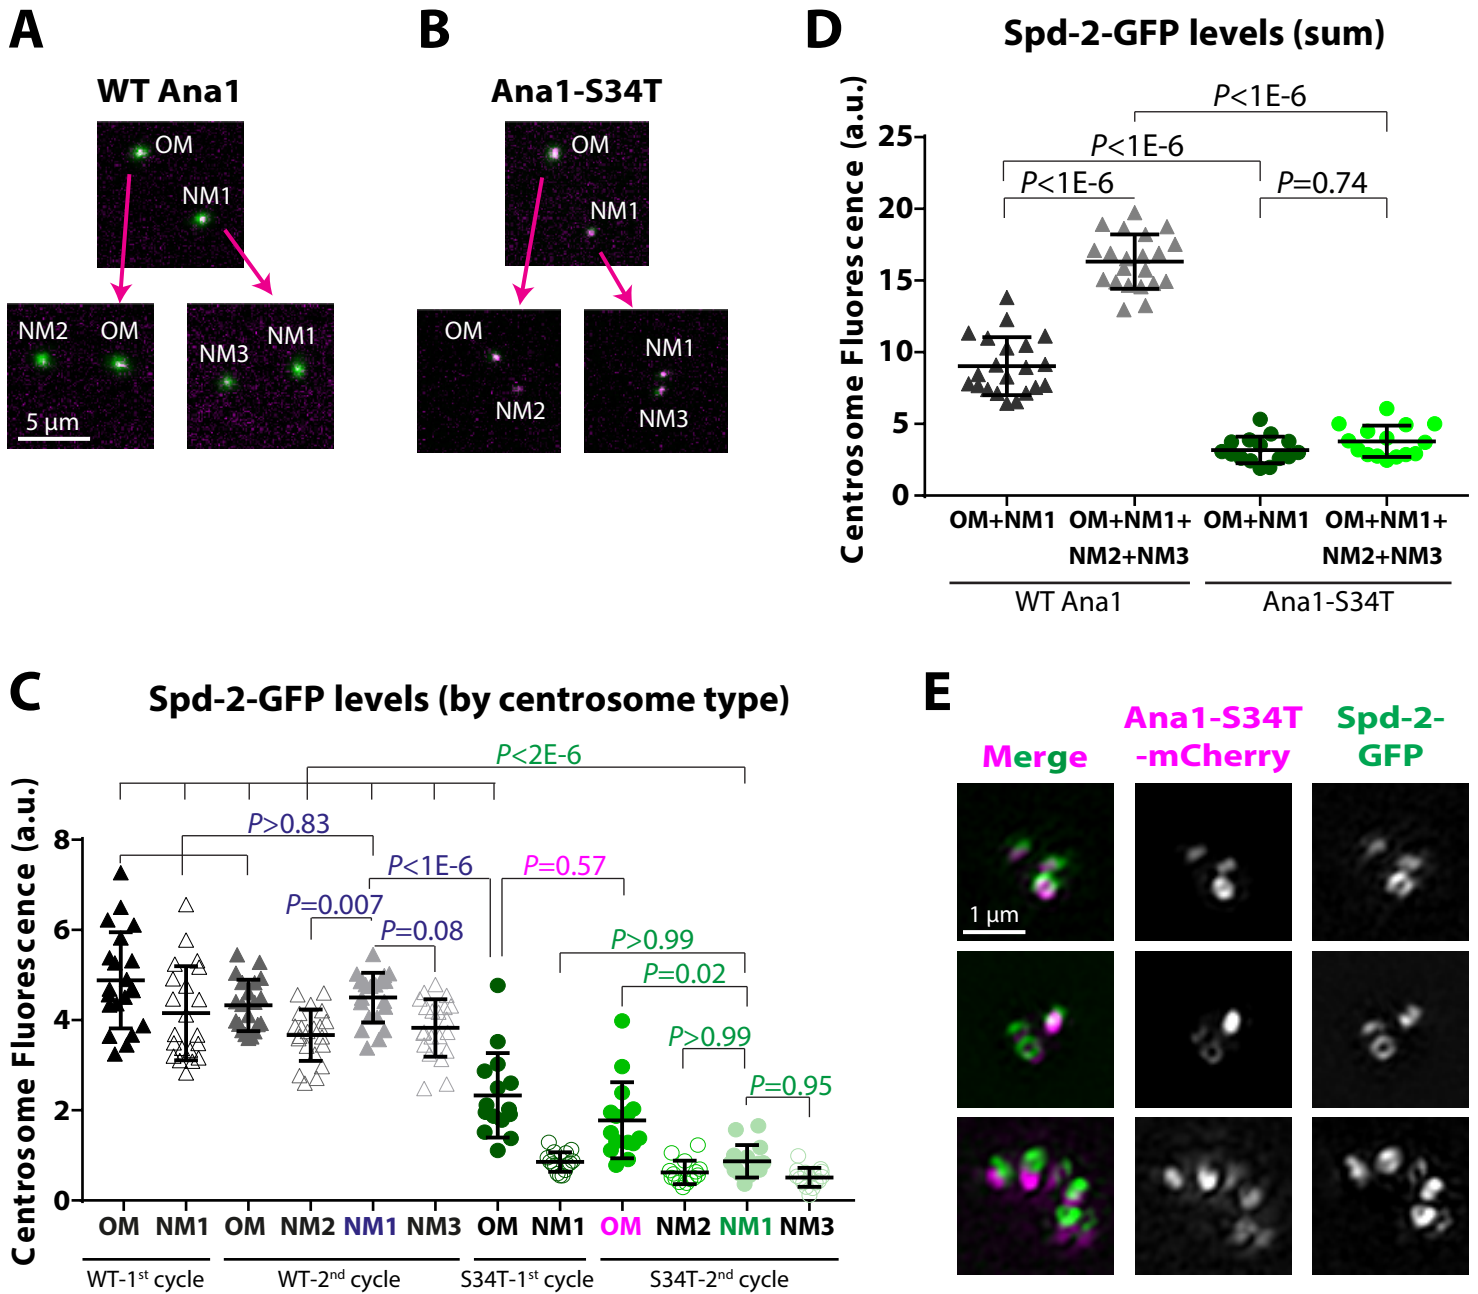 A
WT Ana1
OM
NM1
NM2
OM
NM3
NM1
5 µm
B
Ana1-S34T
OM
NM1
OM
NM2
NM1
NM3
D
Spd-2-GFP levels (sum)
Centrosome Fluorescence (a.u.)
P<1E-6
P<1E-6
P<1E-6
P=0.74
25
20
15
10
5
0
OM+NM1
OM+NM1+
NM2+NM3
OM+NM1
OM+NM1+
NM2+NM3
WT Ana1
Ana1-S34T
C
Spd-2-GFP levels (by centrosome type)
Centrosome Fluorescence (a.u.)
P<2E-6
P>0.83
P<1E-6
P=0.57
P=0.007
P=0.08
P>0.99
P=0.02
P>0.99
P=0.95
8
6
4
2
0
OM NM1 OM NM2 NM1 NM3 OM NM1 OM NM2 NM1 NM3
WT-1st cycle
WT-2nd cycle
S34T-1st cycle
S34T-2nd cycle
E
Merge
Ana1-S34T
-mCherry
Spd-2-
GFP
1 µm